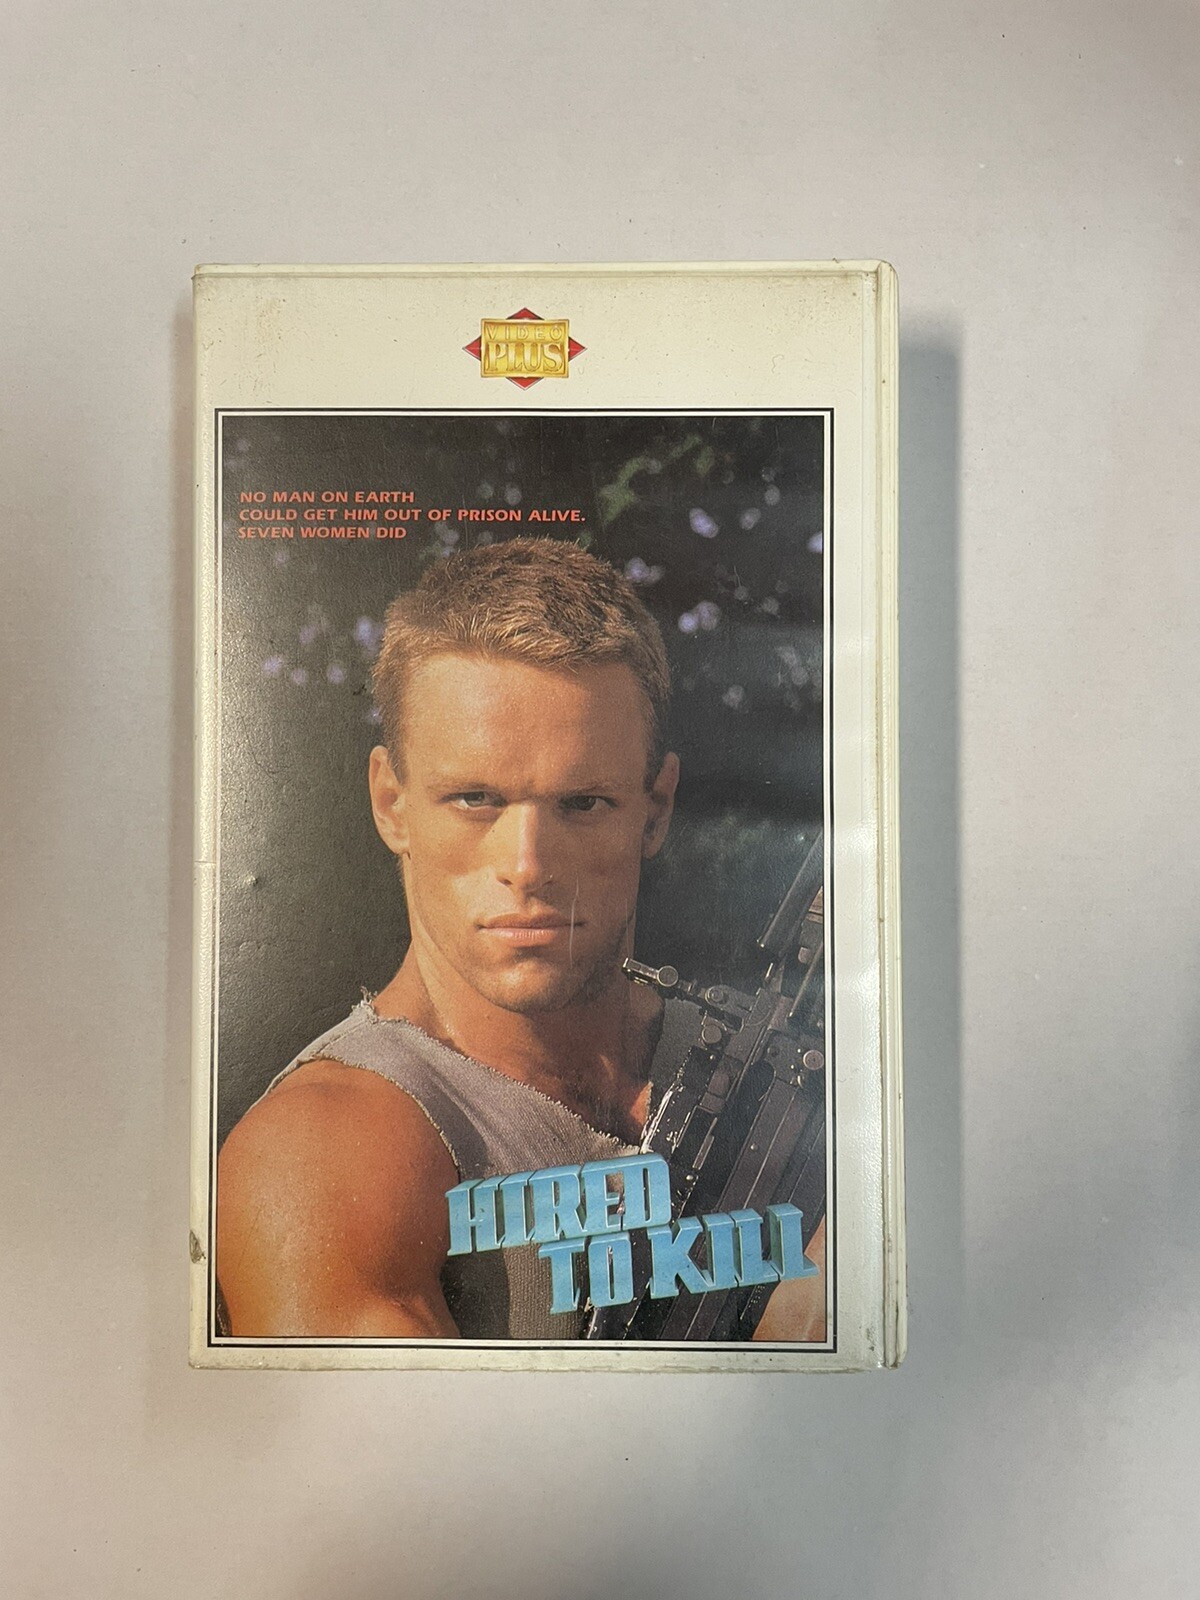 VIDEO
PLUS
NO MAN ON EARTH
COULD GET HIM OUT OF PRISON ALIVE.
SEVEN WOMEN DID
HIRED
TO KILL